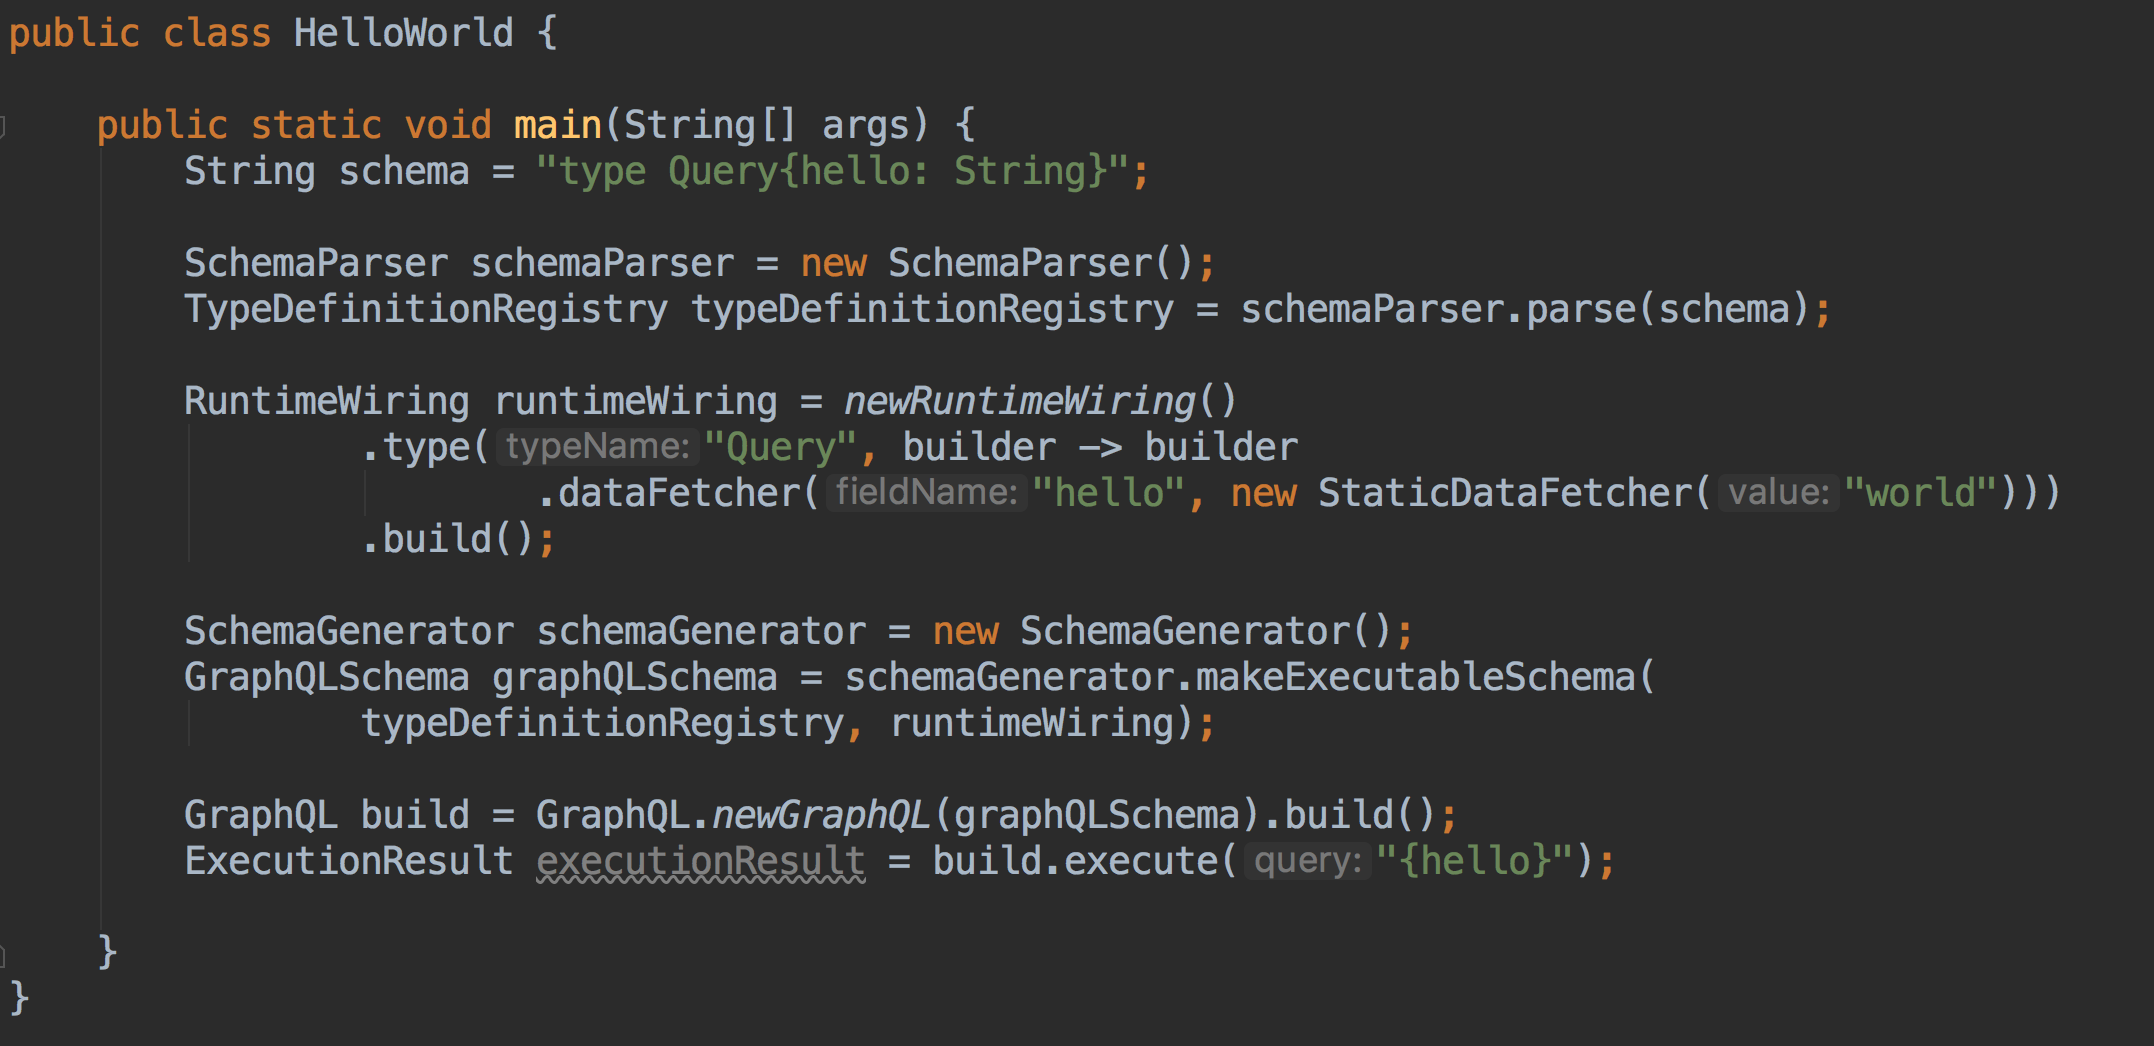 public class HelloWorld {
public static void main(String[] args) {
String schema = "type Query{hello: String}";
SchemaParser schemaParser = new SchemaParser();
TypeDefinitionRegistry typeDefinitionRegistry = schemaParser.parse(schema);
RuntimeWiring runtimeWiring = newRuntimeWiring()
.type( typeName: "Query", builder -> builder
.dataFetcher( fieldName: "hello", new StaticDataFetcher( value: "world")))
.build();
SchemaGenerator schemaGenerator = new SchemaGenerator();
GraphQLSchema graphQLSchema = schemaGenerator.makeExecutableSchema(
typeDefinitionRegistry, runtimeWiring);
GraphQL build = GraphQL.newGraphQL(graphQLSchema).build();
ExecutionResult executionResult = build.execute( query: "{hello}");
}
}